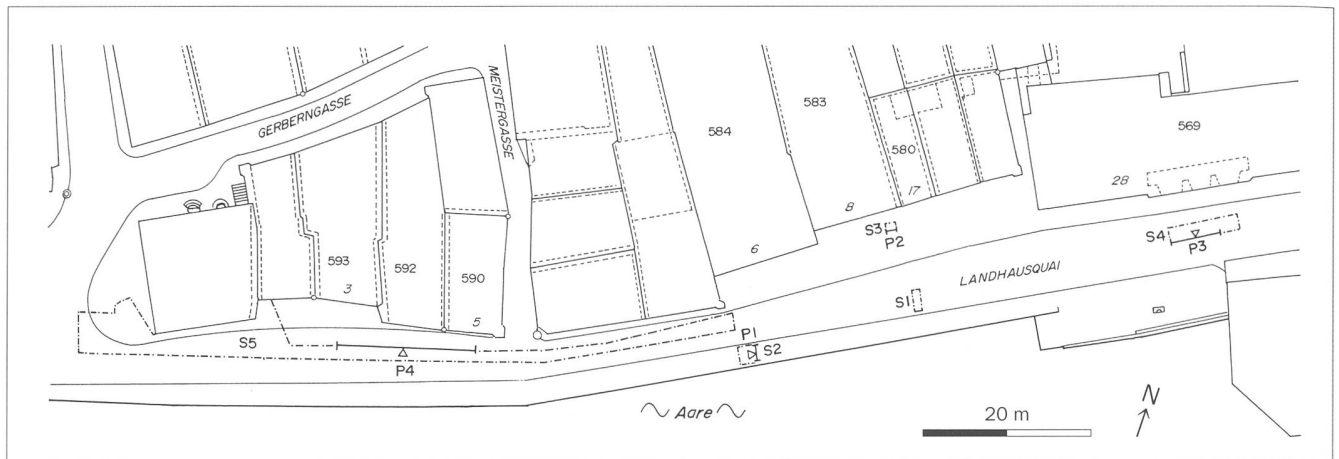 GERBERNGASSE
MEISTERGASSE
584
583
580
569
593
592
590
3
5
6
8
17
28
S3
P2
S4
P3
LANDHAUSQUAI
S1
P1
S2
S5
P4
Aare
20 m
N